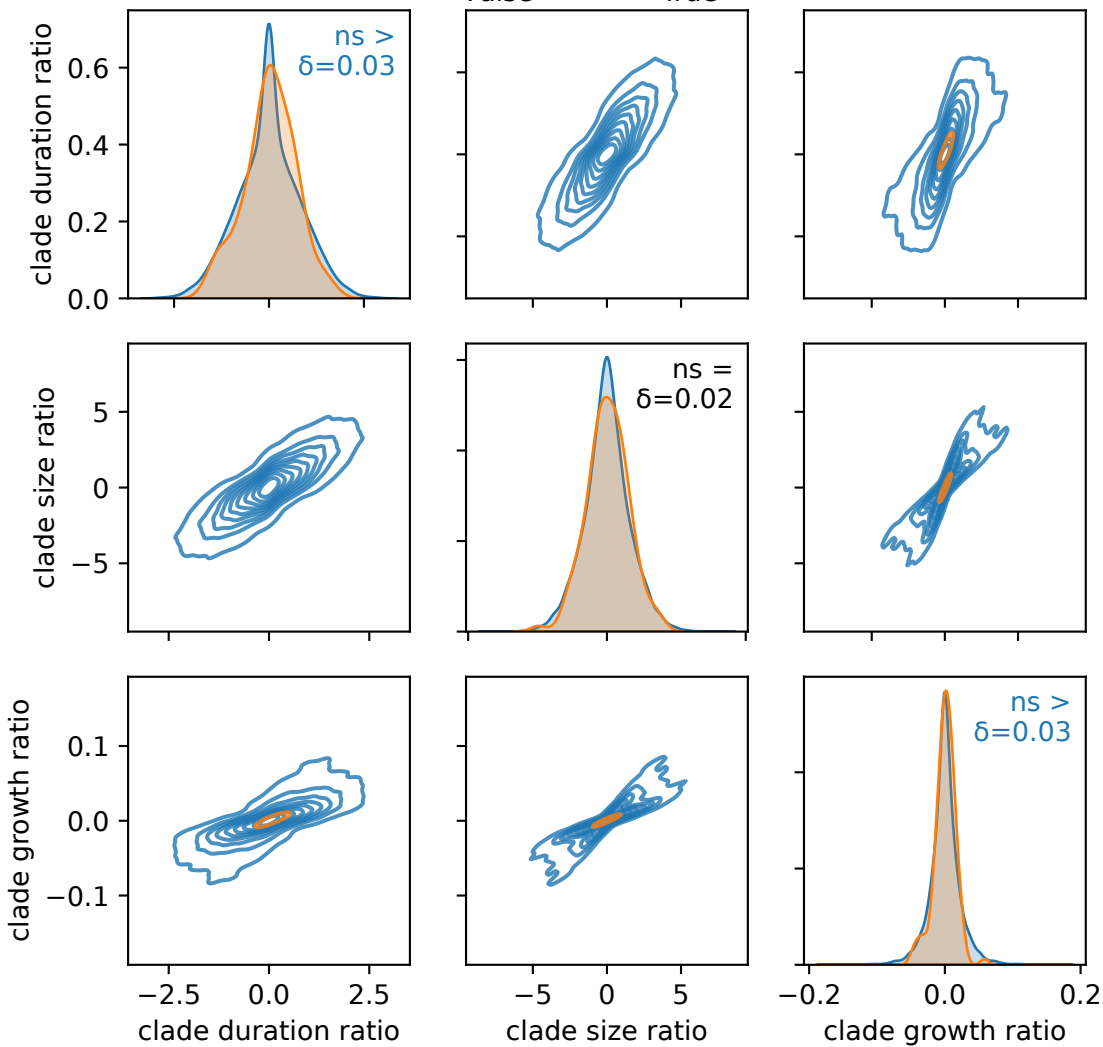 clade duration ratio
0.6
0.4
0.2
0.0
ns >
δ=0.03
clade size ratio
5
0
−5
ns =
δ=0.02
clade growth ratio
0.1
0.0
−0.1
ns >
δ=0.03
−2.5 0.0 2.5
−5 0 5
−0.2 0.0 0.2
clade duration ratio
clade size ratio
clade growth ratio